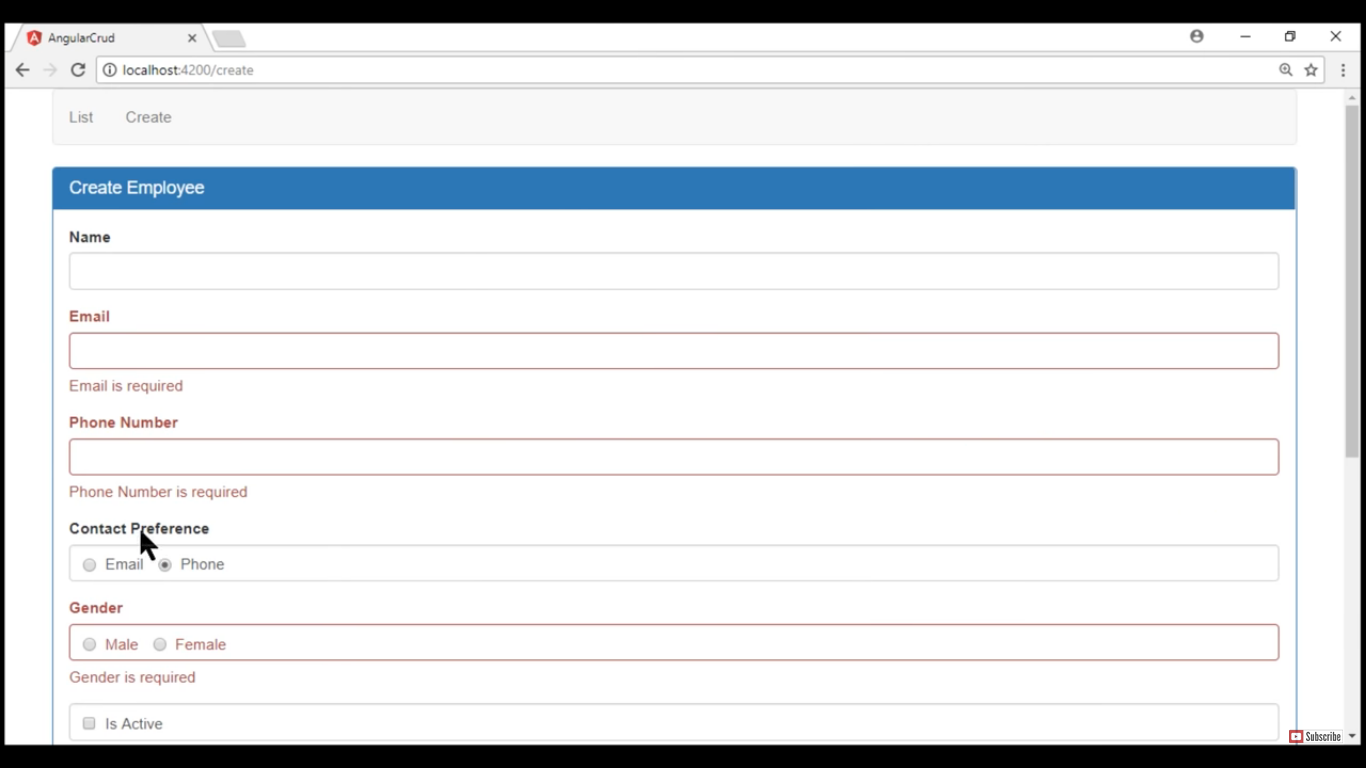 AngularCrud
localhost:4200/create
List Create
Create Employee
Name
Email
Email is required
Phone Number
Phone Number is required
Contact Preference
Email Phone
Gender
Male Female
Gender is required
Is Active
Subscribe